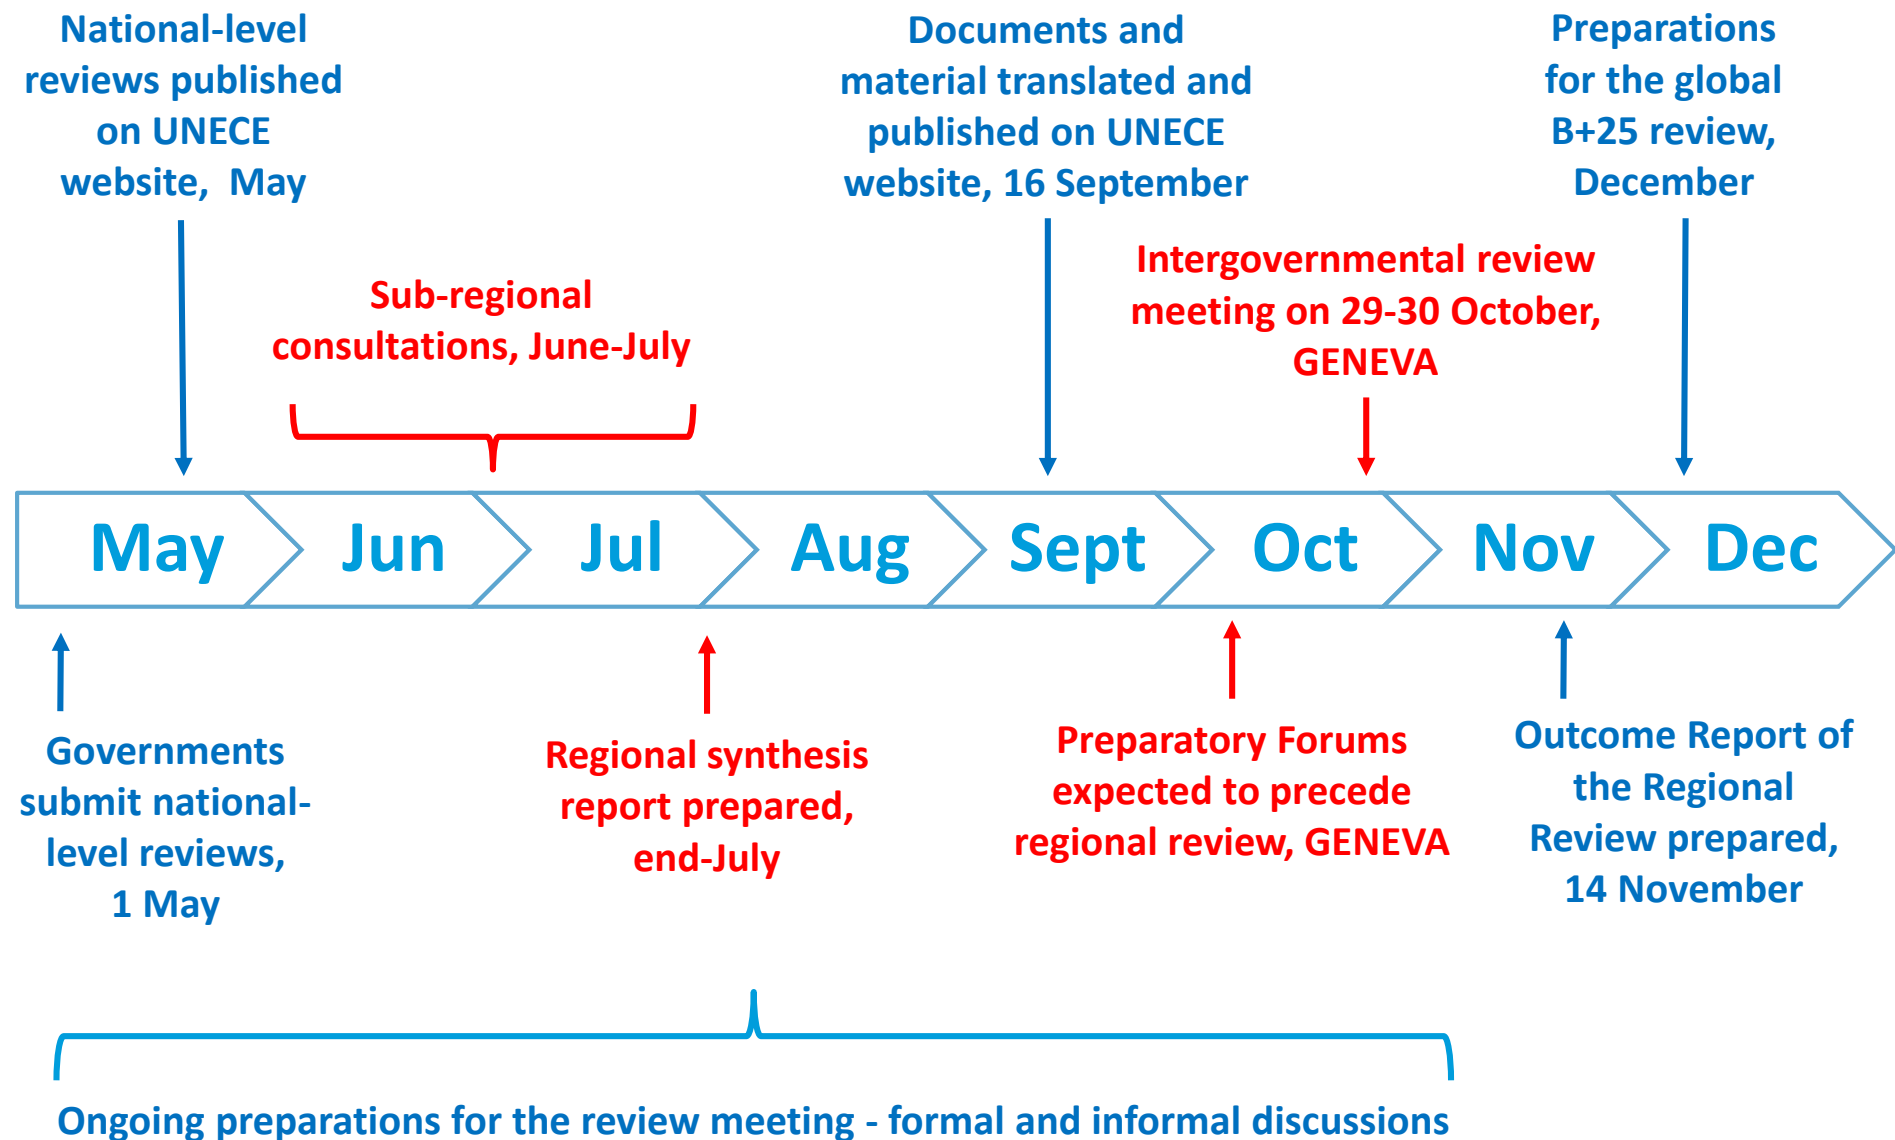 National-level
reviews published
on UNECE
website, May
Documents and
material translated and
published on UNECE
website, 16 September
Preparations
for the global
B+25 review,
December
Sub-regional
consultations, June-July
Intergovernmental review
meeting on 29-30 October,
GENEVA
May
Jun
Jul
Aug
Sept
Oct
Nov
Dec
Governments
submit national-
level reviews,
1 May
Regional synthesis
report prepared,
end-July
Preparatory Forums
expected to precede
regional review, GENEVA
Outcome Report of
the Regional
Review prepared,
14 November
Ongoing preparations for the review meeting - formal and informal discussions